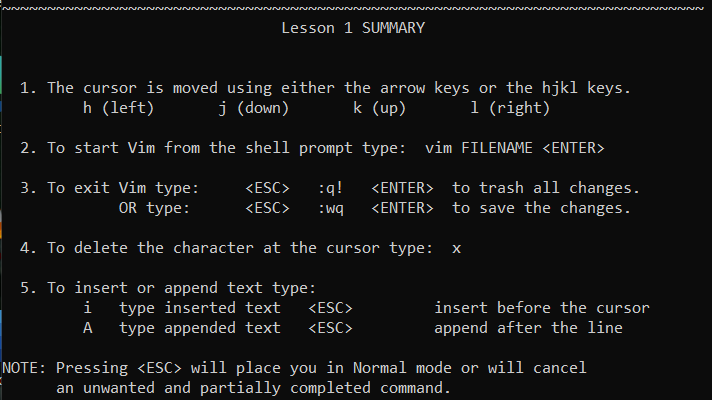 ~~~~~~~~~~~~~~~~~~~~~~~~~~~~~~~~~~~~~~~~~~~~~~~~~~~~~~~~~~~~~~~~~~~~~~~~~~~~~~
Lesson 1 SUMMARY
1. The cursor is moved using either the arrow keys or the hjkl keys.
h (left) j (down) k (up) l (right)
2. To start Vim from the shell prompt type: vim FILENAME <ENTER>
3. To exit Vim type: <ESC> :q! <ENTER> to trash all changes.
OR type: <ESC> :wq <ENTER> to save the changes.
4. To delete the character at the cursor type: x
5. To insert or append text type:
i type inserted text <ESC> insert before the cursor
A type appended text <ESC> append after the line
NOTE: Pressing <ESC> will place you in Normal mode or will cancel
an unwanted and partially completed command.